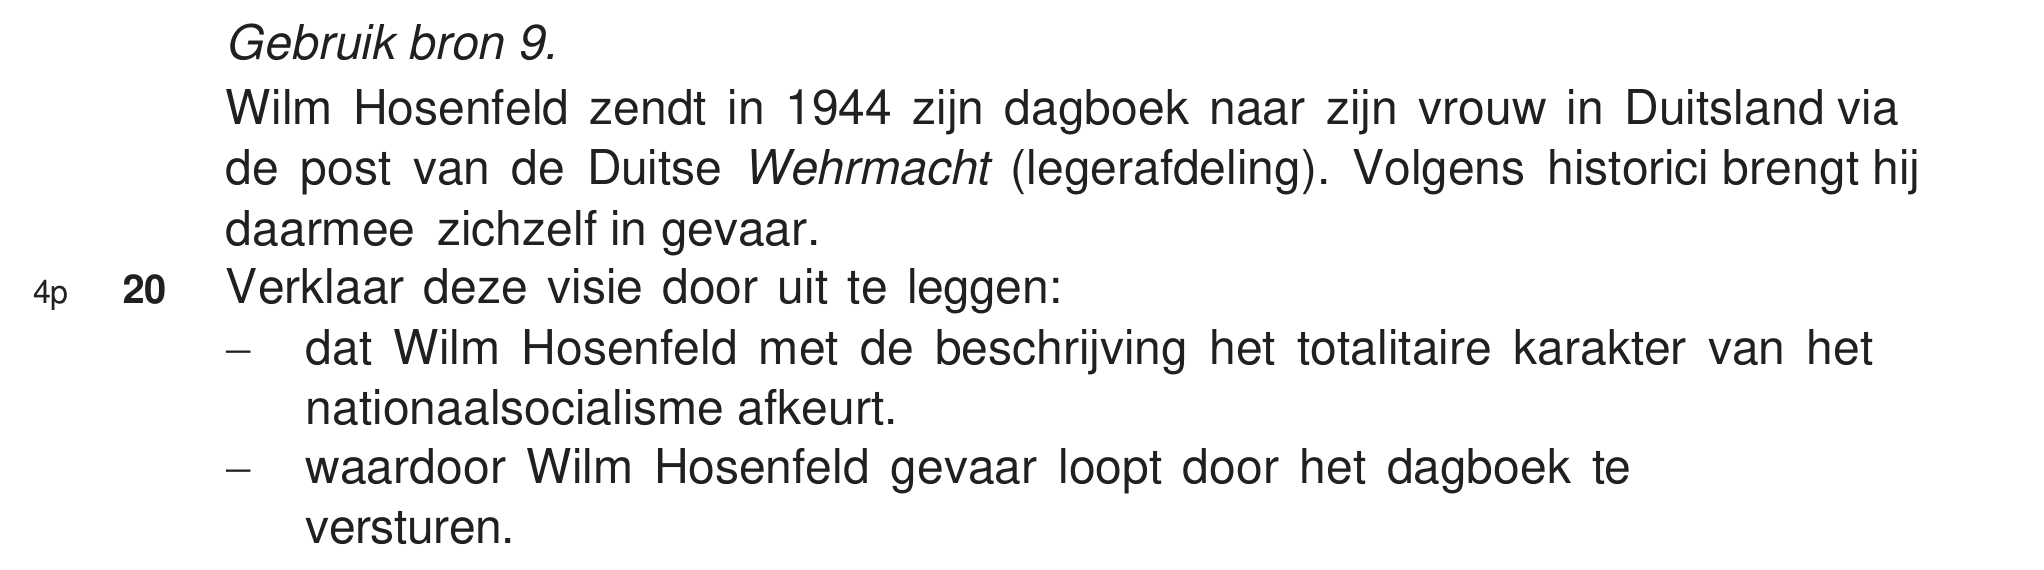 Gebruik bron 9.
Wilm Hosenfeld zendt in 1944 zijn dagboek naar zijn vrouw in Duitsland via
de post van de Duitse Wehrmacht (legerafdeling). Volgens historici brengt hij
daarmee zichzelf in gevaar.
4p 20 Verklaar deze visie door uit te leggen:
– dat Wilm Hosenfeld met de beschrijving het totalitaire karakter van het
nationaalsocialisme afkeurt.
– waardoor Wilm Hosenfeld gevaar loopt door het dagboek te
versturen.